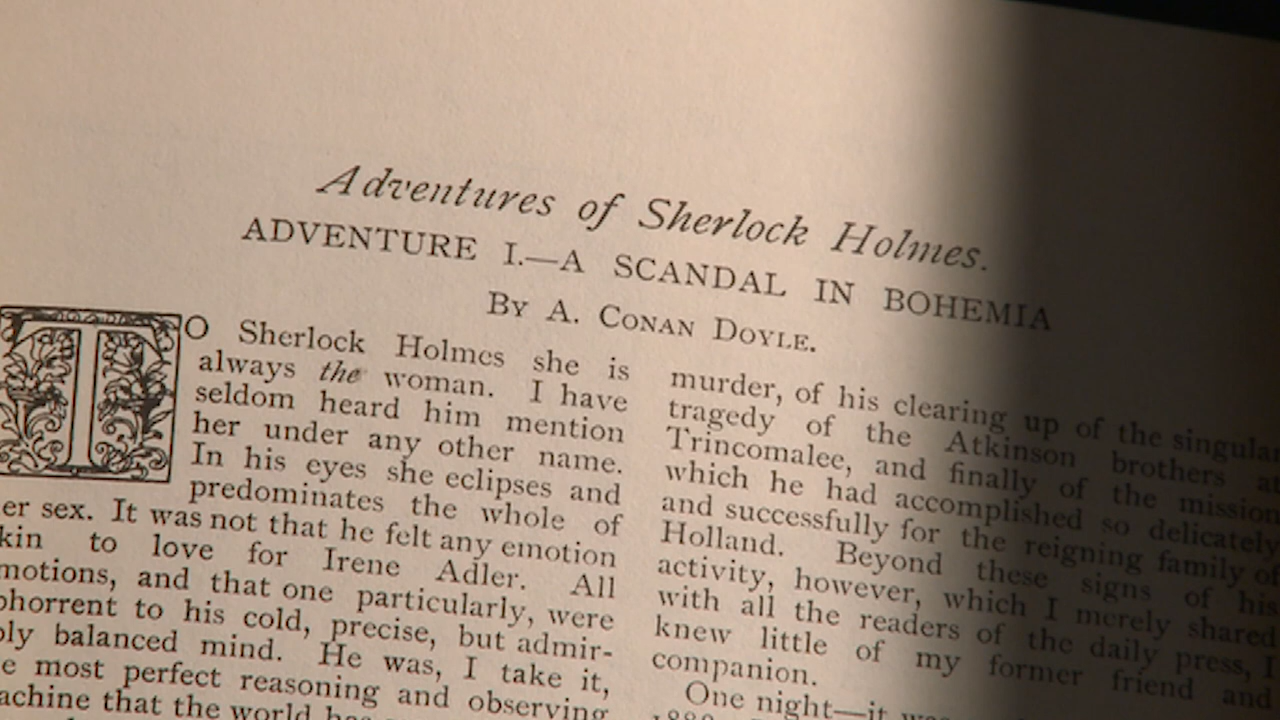 Adventures of Sherlock Holmes.
ADVENTURE I.—A SCANDAL IN BOHEMIA
BY A. CONAN DOYLE.
TO Sherlock Holmes she is
always the woman. I have
seldom heard him mention
her under any other name.
In his eyes she eclipses and
predominates the whole of
er sex. It was not that he felt any emotion
kin to love for Irene Adler. All
motions, and that one particularly, were
bhorrent to his cold, precise, but admir-
bly balanced mind. He was, I take it,
e most perfect reasoning and observing
achine that the world has
murder, of his clearing up of the singular
tragedy of the Atkinson brothers at
Trincomalee, and finally of the mission
which he had accomplished so delicately
and successfully for the reigning family of
Holland. Beyond these signs of his
activity, however, which I merely shared
with all the readers of the daily press, I
knew little of my former friend and
companion.
One night—it was